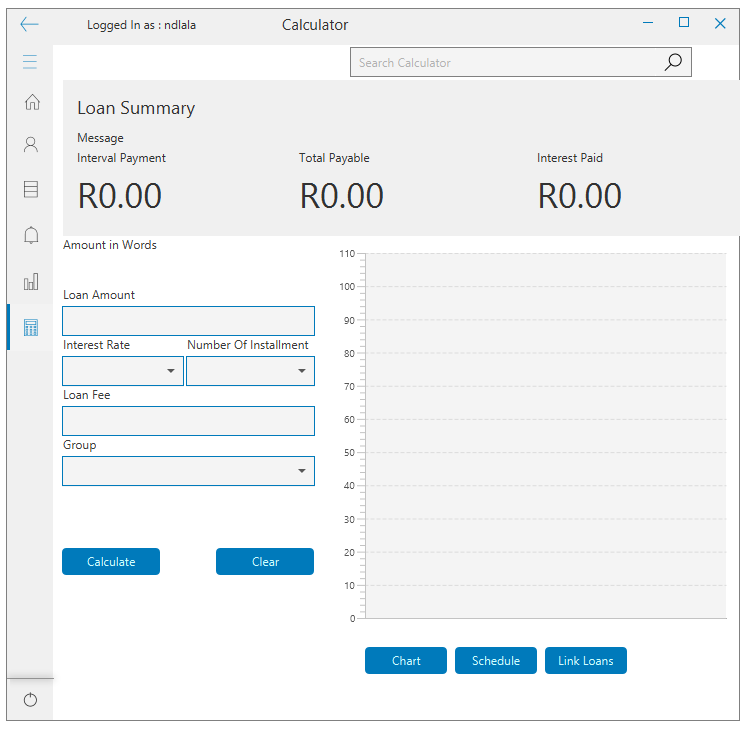 Logged In as : ndlala
Calculator
Search Calculator
Loan Summary
Message
Interval Payment Total Payable Interest Paid
R0.00 R0.00 R0.00
Amount in Words
Loan Amount
Interest Rate Number Of Installment
Loan Fee
Group
Calculate Clear
110
100
90
80
70
60
50
40
30
20
10
0
Chart Schedule Link Loans